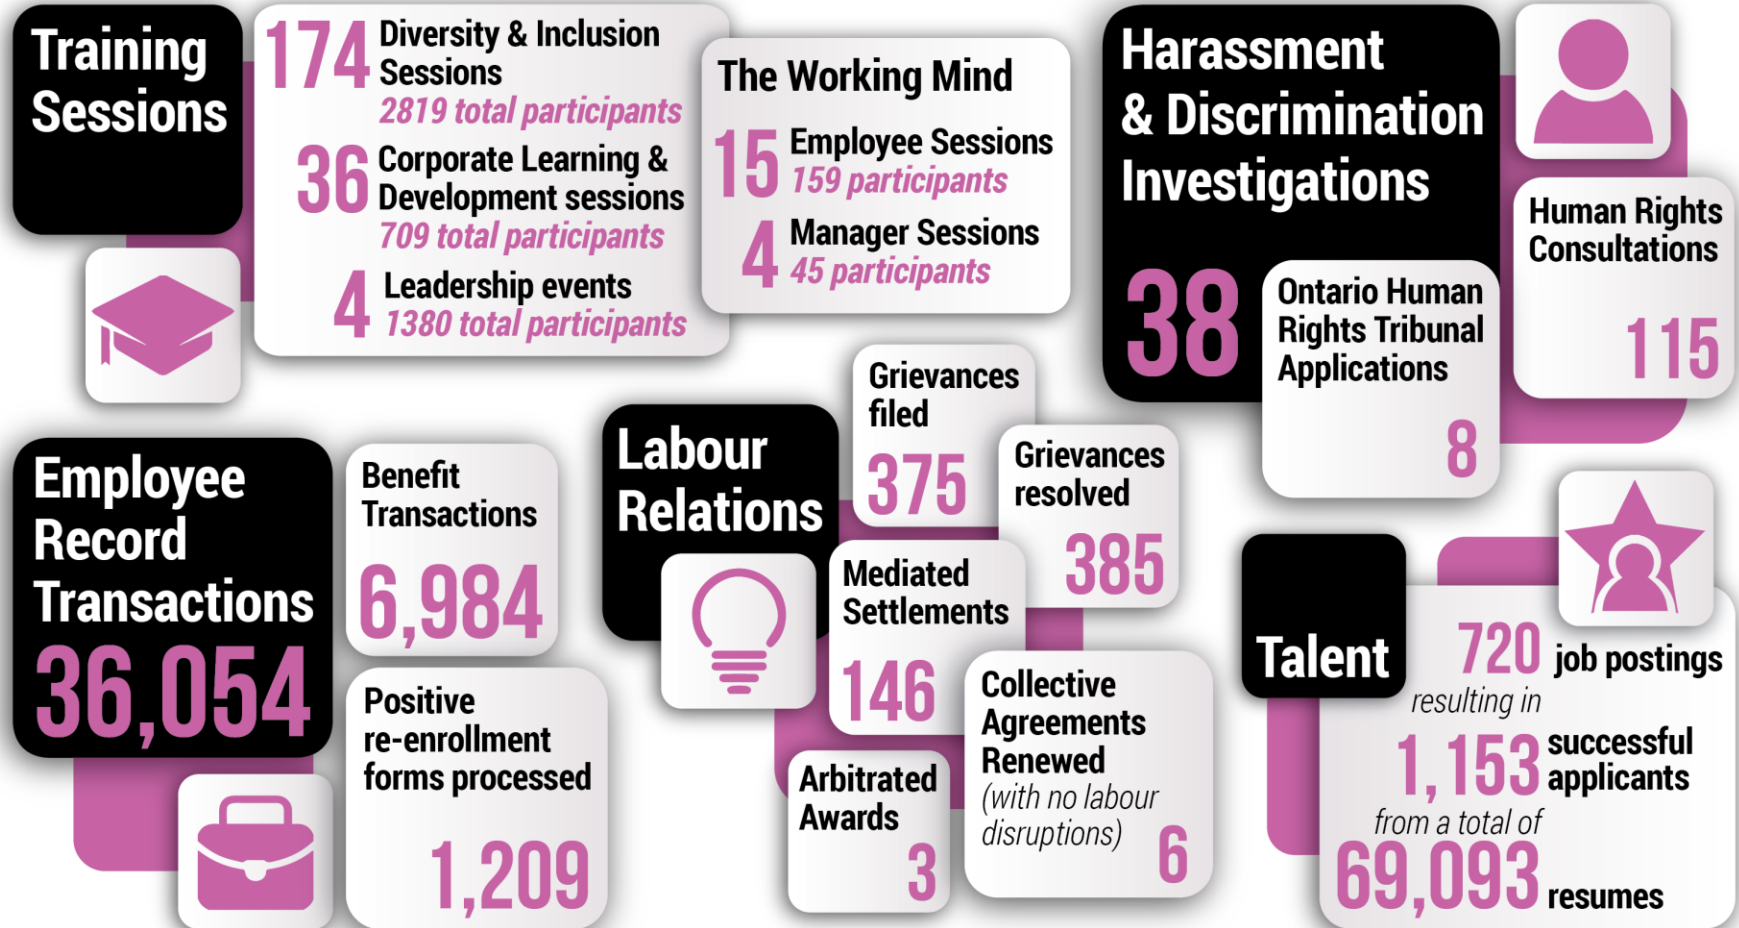 Training
Sessions
174 Diversity & Inclusion
Sessions
2819 total participants
36 Corporate Learning &
Development sessions
709 total participants
4 Leadership events
1380 total participants
The Working Mind
15 Employee Sessions
159 participants
4 Manager Sessions
45 participants
Harassment
& Discrimination
Investigations
38
Ontario Human
Rights Tribunal
Applications
8
Human Rights
Consultations
115
Employee
Record
Transactions
36,054
Benefit
Transactions
6,984
Positive
re-enrollment
forms processed
1,209
Labour
Relations
Grievances
filed
375
Grievances
resolved
385
Mediated
Settlements
146
Arbitrated
Awards
3
Collective
Agreements
Renewed
(with no labour
disruptions)
6
Talent
720 job postings
resulting in
1,153 successful
applicants
from a total of
69,093 resumes